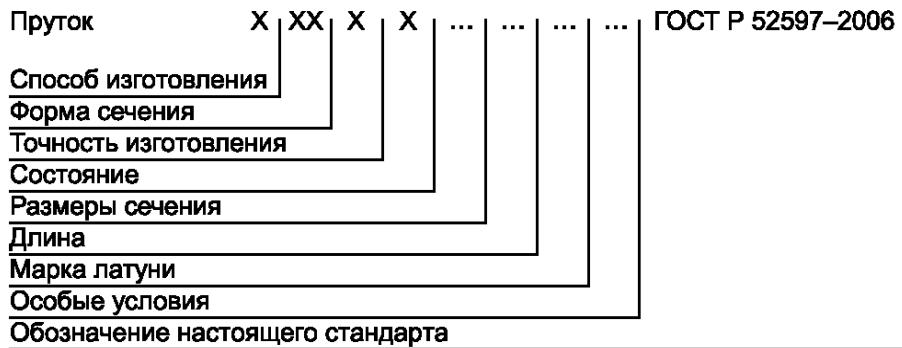 Пруток X XX X X ... ... ... ... ГОСТ Р 52597–2006
Способ изготовления
Форма сечения
Точность изготовления
Состояние
Размеры сечения
Длина
Марка латуни
Особые условия
Обозначение настоящего стандарта